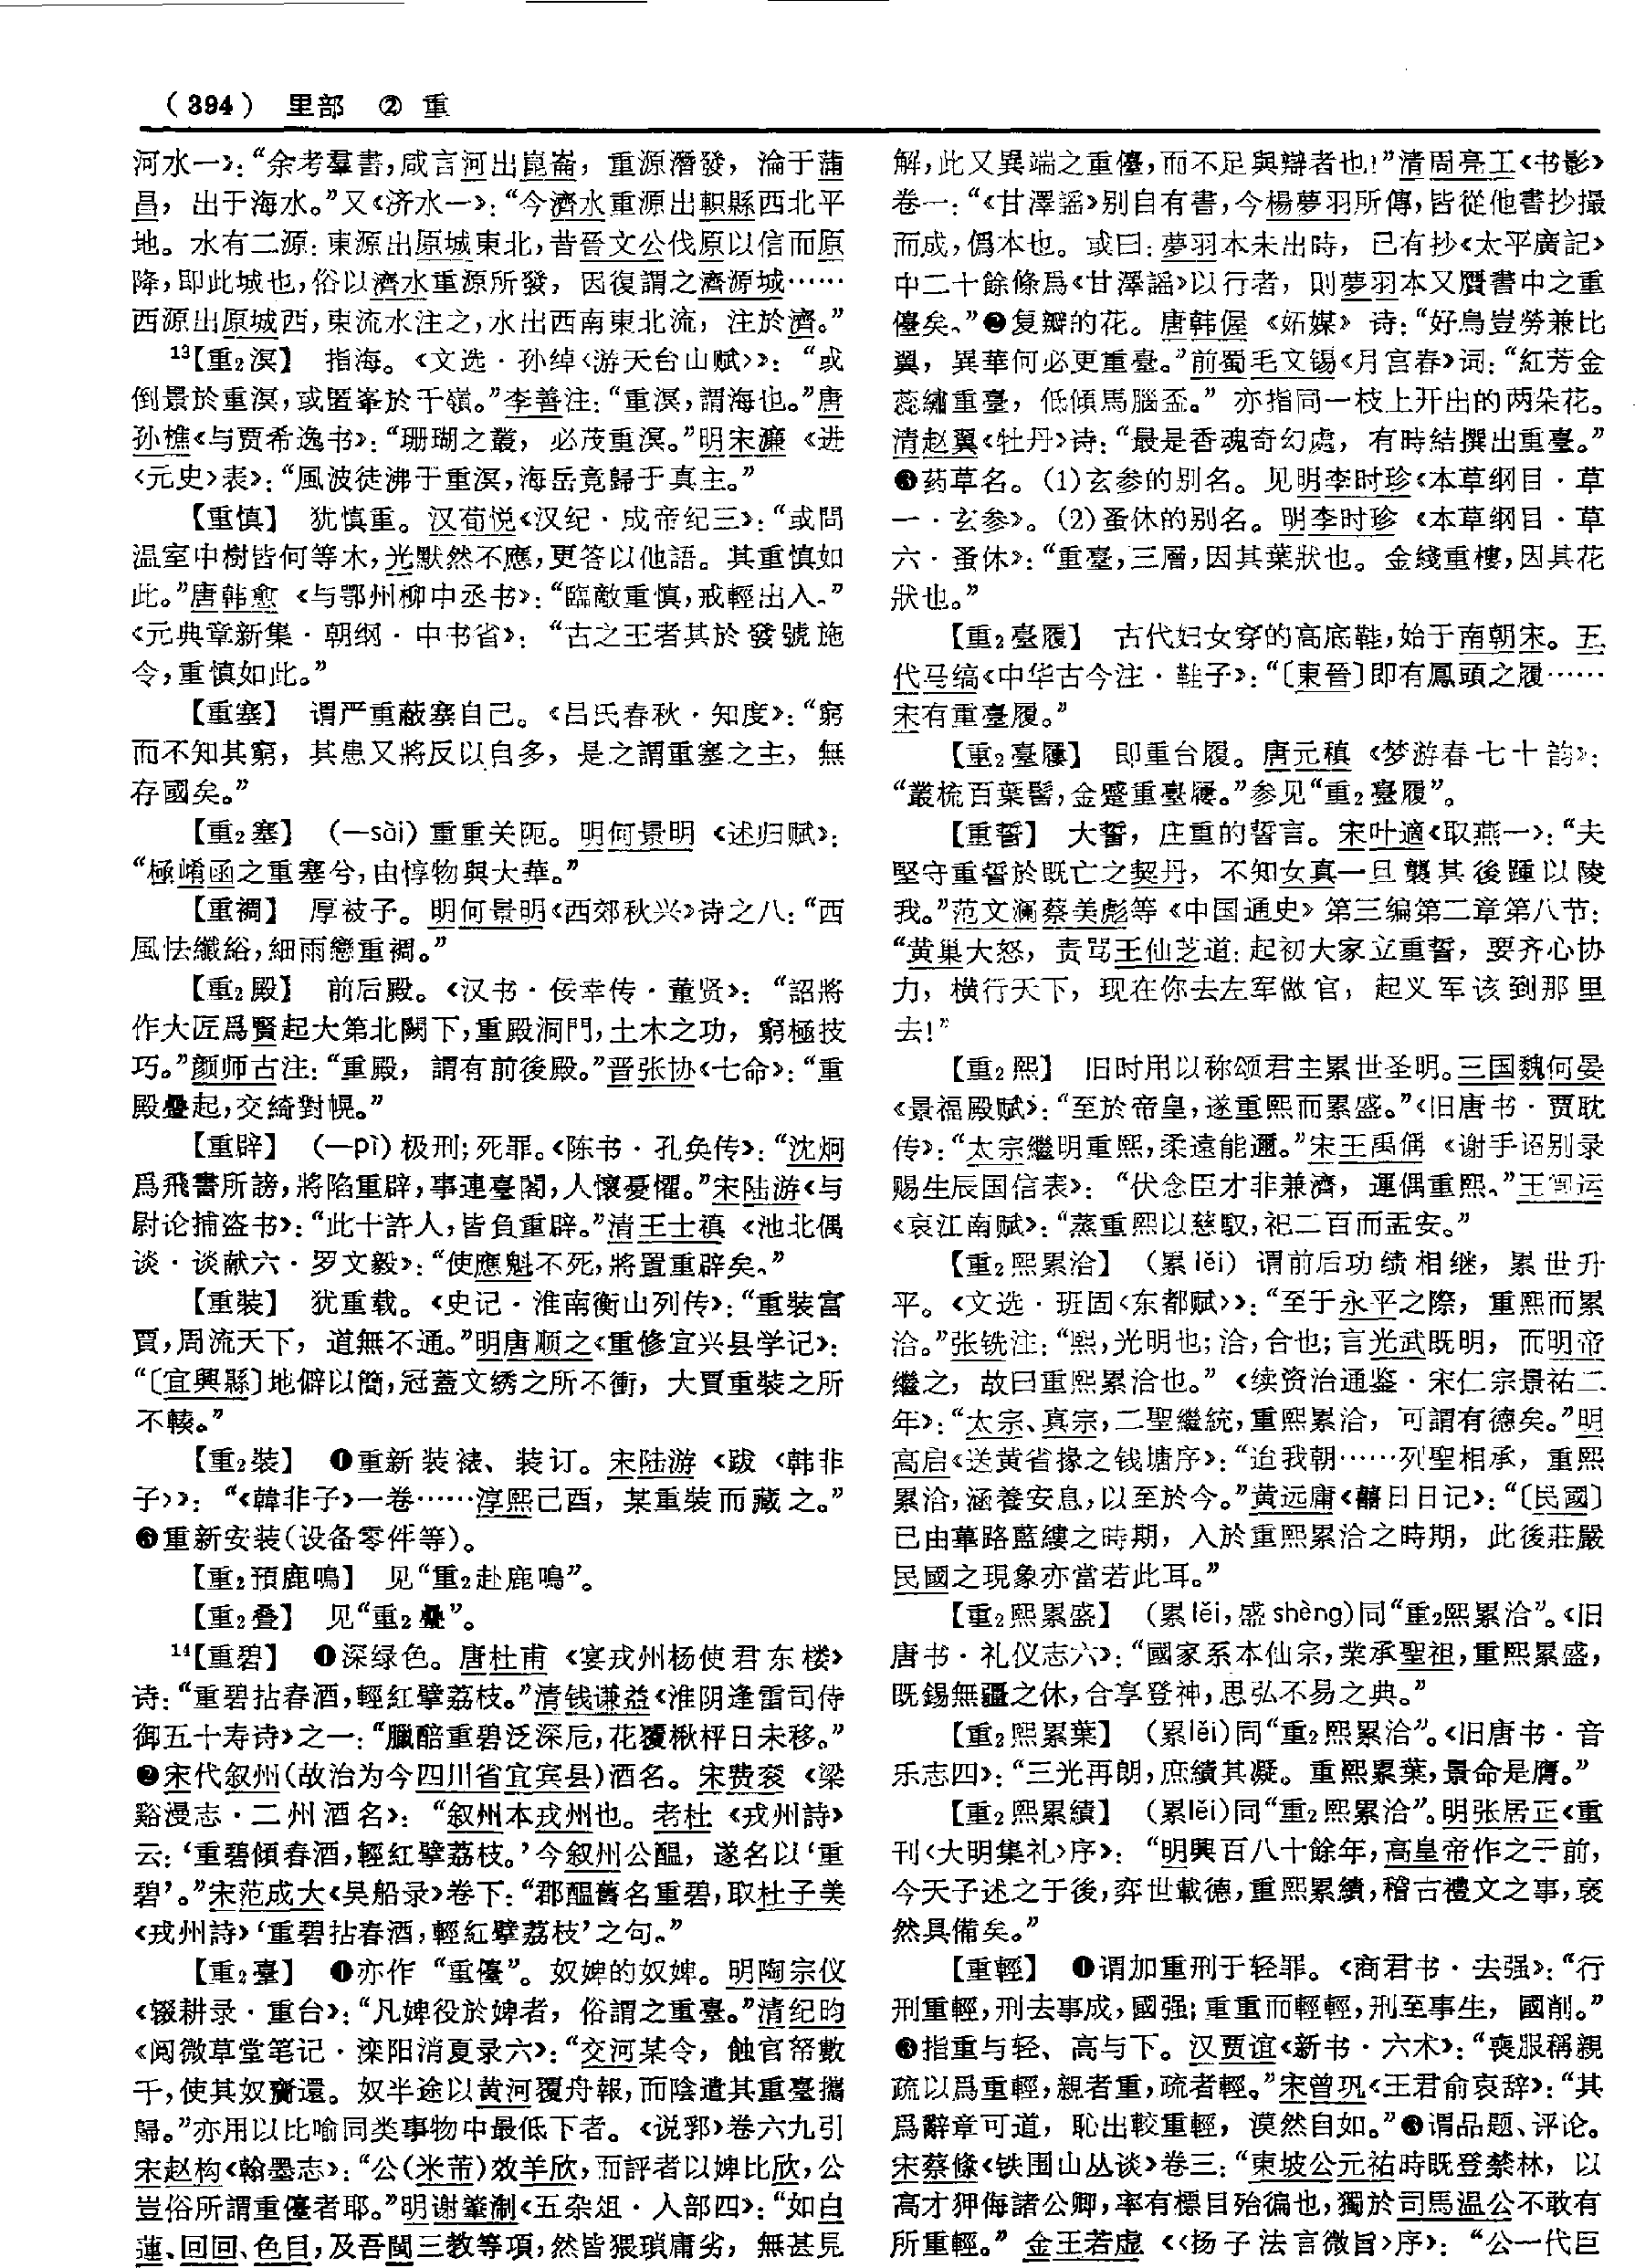 （394） 里部 ② 重
河水一》：“余考羣書，咸言河出崑崙，重源潛發，淪于蒲
昌，出于海水。”又《济水一》：“今濟水重源出軹縣西北平
地。水有二源：東源出原城東北，昔晉文公伐原以信而原
降，即此城也，俗以濟水重源所發，因復謂之濟源城……
西源出原城西，東流水注之，水出西南東北流，注於濟。”
13【重₂溟】 指海。《文选·孙绰〈游天台山赋〉》：“或
倒景於重溟，或匿峯於千嶺。”李善注：“重溟，謂海也。”唐
孙樵《与贾希逸书》：“珊瑚之叢，必茂重溟。”明宋濂《进
〈元史〉表》：“風波徒沸于重溟，海岳竟歸于真主。”
【重慎】 犹慎重。汉荀悦《汉纪·成帝纪三》：“或問
温室中樹皆何等木，光默然不應，更答以他語。其重慎如
此。”唐韩愈《与鄂州柳中丞书》：“臨敵重慎，戒輕出入。”
《元典章新集·朝纲·中书省》：“古之王者其於發號施
令，重慎如此。”
【重塞】 谓严重蔽塞自己。《吕氏春秋·知度》：“窮
而不知其窮，其患又將反以自多，是之謂重塞之主，無
存國矣。”
【重₂塞】 （—sài）重重关阨。明何景明《述归赋》：
“極崤函之重塞兮，由惇物與大華。”
【重裯】 厚被子。明何景明《西郊秋兴》诗之八：“西
風怯纖綌，細雨戀重裯。”
【重₂殿】 前后殿。《汉书·佞幸传·董贤》：“詔將
作大匠爲賢起大第北闕下，重殿洞門，土木之功，窮極技
巧。”颜师古注：“重殿，謂有前後殿。”晋张协《七命》：“重
殿疊起，交綺對幌。”
【重辟】 （—pì）极刑；死罪。《陈书·孔奂传》：“沈炯
爲飛書所謗，將陷重辟，事連臺閣，人懷憂懼。”宋陆游《与
尉论捕盗书》：“此十許人，皆負重辟。”清王士禛《池北偶
谈·谈献六·罗文毅》：“使應魁不死，將置重辟矣。”
【重裝】 犹重载。《史记·淮南衡山列传》：“重裝富
賈，周流天下，道無不通。”明唐顺之《重修宜兴县学记》：
“〔宜興縣〕地僻以簡，冠蓋文绣之所不衝，大賈重裝之所
不輳。”
【重₂裝】 ❶重新装裱、装订。宋陆游《跋〈韩非
子〉》：“《韓非子》一卷……淳熙己酉，某重裝而藏之。”
❷重新安装（设备零件等）。
【重₂預鹿鳴】 见“重₂赴鹿鳴”。
【重₂叠】 见“重₂疊”。
14【重碧】 ❶深绿色。唐杜甫《宴戎州杨使君东楼》
诗：“重碧拈春酒，輕紅擘荔枝。”清钱谦益《淮阴逢雷司侍
御五十寿诗》之一：“臘醅重碧泛深卮，花覆楸枰日未移。”
❷宋代叙州（故治为今四川省宜宾县）酒名。宋费衮《梁
谿漫志·二州酒名》：“叙州本戎州也。老杜《戎州詩》
云：‘重碧傾春酒，輕紅擘荔枝。’今叙州公醖，遂名以‘重
碧’。”宋范成大《吴船录》卷下：“郡醖舊名重碧，取杜子美
《戎州詩》‘重碧拈春酒，輕紅擘荔枝’之句。”
【重₂臺】 ❶亦作“重儓”。奴婢的奴婢。明陶宗仪
《辍耕录·重台》：“凡婢役於婢者，俗謂之重臺。”清纪昀
《阅微草堂笔记·滦阳消夏录六》：“交河某令，蝕官帑數
千，使其奴齎還。奴半途以黄河覆舟報，而陰遣其重臺攜
歸。”亦用以比喻同类事物中最低下者。《说郛》卷六九引
宋赵构《翰墨志》：“公（米芾）效羊欣，而評者以婢比欣，公
豈俗所謂重儓者耶。”明谢肇淛《五杂俎·人部四》：“如白
蓮、回回、色目，及吾閩三教等項，然皆猥瑣庸劣，無甚見
解，此又異端之重儓，而不足與辯者也！”清周亮工《书影》
卷一：“《甘澤謡》别自有書，今楊夢羽所傳，皆從他書抄撮
而成，僞本也。或曰：夢羽本未出時，已有抄《太平廣記》
中二十餘條爲《甘澤謡》以行者，則夢羽本又贋書中之重
儓矣。”❷复瓣的花。唐韩偓《妬媒》诗：“好鳥豈勞兼比
翼，異華何必更重臺。”前蜀毛文锡《月宫春》词：“紅芳金
蕊繡重臺，低傾馬腦盃。”亦指同一枝上开出的两朵花。
清赵翼《牡丹》诗：“最是香魂奇幻處，有時結撰出重臺。”
❸药草名。(1)玄参的别名。见明李时珍《本草纲目·草
一·玄参》。(2)蚤休的别名。明李时珍《本草纲目·草
六·蚤休》：“重臺，三層，因其葉狀也。金綫重樓，因其花
狀也。”
【重₂臺履】 古代妇女穿的高底鞋，始于南朝宋。五
代马缟《中华古今注·鞋子》：“〔東晉〕即有鳳頭之履……
宋有重臺履。”
【重₂臺屨】 即重台履。唐元稹《梦游春七十韵》：
“叢梳百葉髻，金蹙重臺屨。”参见“重₂臺履”。
【重誓】 大誓，庄重的誓言。宋叶適《取燕一》：“夫
堅守重誓於既亡之契丹，不知女真一旦襲其後踵以陵
我。”范文澜蔡美彪等《中国通史》第三编第二章第八节：
“黄巢大怒，责骂王仙芝道：起初大家立重誓，要齐心协
力，横行天下，现在你去左军做官，起义军该到那里
去！”
【重₂熙】 旧时用以称颂君主累世圣明。三国魏何晏
《景福殿赋》：“至於帝皇，遂重熙而累盛。”《旧唐书·贾耽
传》：“太宗繼明重熙，柔遠能邇。”宋王禹偁《谢手诏别录
赐生辰国信表》：“伏念臣才非兼濟，運偶重熙。”王闿运
《哀江南赋》：“蒸重熙以慈馭，祀二百而盂安。”
【重₂熙累洽】 （累lěi）谓前后功绩相继，累世升
平。《文选·班固〈东都赋〉》：“至于永平之際，重熙而累
洽。”张铣注：“熙，光明也；洽，合也；言光武既明，而明帝
繼之，故曰重熙累洽也。”《续资治通鉴·宋仁宗景祐二
年》：“太宗、真宗，二聖繼統，重熙累洽，可謂有德矣。”明
高启《送黄省掾之钱塘序》：“迨我朝……列聖相承，重熙
累洽，涵養安息，以至於今。”黄远庸《囍日日记》：“〔民國〕
已由蓽路藍縷之時期，入於重熙累洽之時期，此後莊嚴
民國之現象亦當若此耳。”
【重₂熙累盛】 （累lěi，盛shèng）同“重₂熙累洽”。《旧
唐书·礼仪志六》：“國家系本仙宗，業承聖祖，重熙累盛，
既錫無疆之休，合享登神，思弘不易之典。”
【重₂熙累葉】 （累lěi）同“重₂熙累洽”。《旧唐书·音
乐志四》：“三光再朗，庶績其凝。重熙累葉，景命是膺。”
【重₂熙累績】 （累lěi）同“重₂熙累洽”。明张居正《重
刊〈大明集礼〉序》：“明興百八十餘年，高皇帝作之于前，
今天子述之于後，弈世載德，重熙累績，稽古禮文之事，裒
然具備矣。”
【重輕】 ❶谓加重刑于轻罪。《商君书·去强》：“行
刑重輕，刑去事成，國强；重重而輕輕，刑至事生，國削。”
❷指重与轻、高与下。汉贾谊《新书·六术》：“喪服稱親
疏以爲重輕，親者重，疏者輕。”宋曾巩《王君俞哀辞》：“其
爲辭章可道，恥出較重輕，漠然自如。”❸谓品题、评论。
宋蔡絛《铁围山丛谈》卷三：“東坡公元祐時既登禁林，以
高才狎侮諸公卿，率有標目殆徧也，獨於司馬温公不敢有
所重輕。”金王若虚《〈扬子法言微旨〉序》：“公一代巨